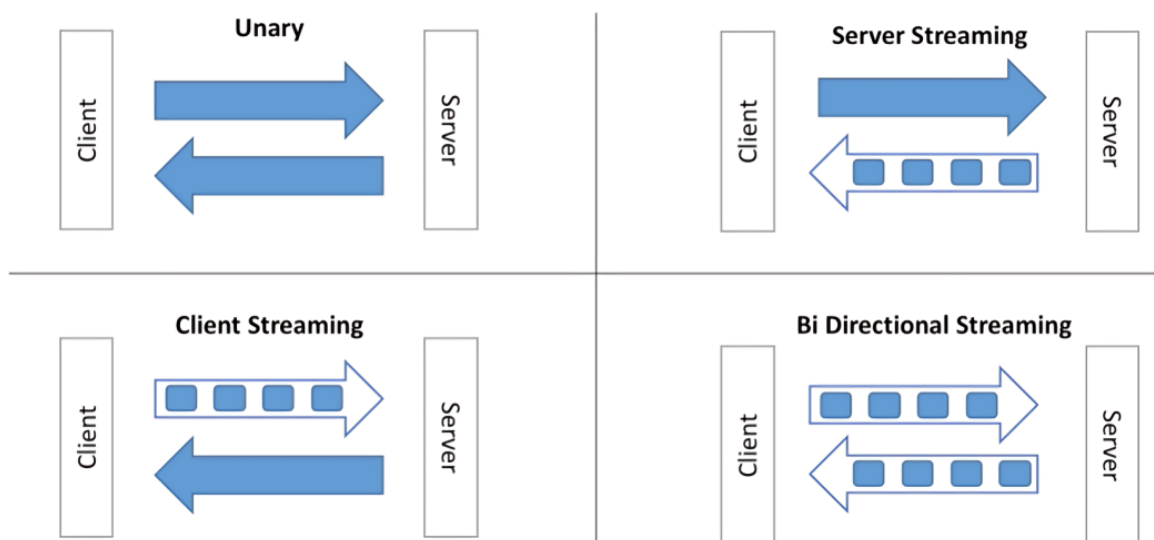 Unary
Client
Server
Server Streaming
Client
Server
Client Streaming
Client
Server
Bi Directional Streaming
Client
Server